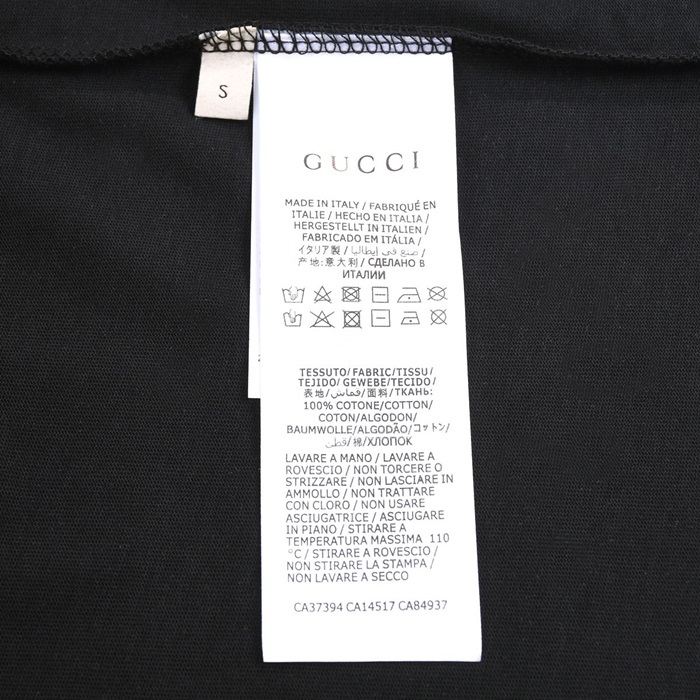 S
GUCCI
MADE IN ITALY / FABRIQUÉ EN
ITALIE / HECHO EN ITALIA /
HERGESTELLT IN ITALIEN /
FABRICADO EM ITÁLIA /
イタリア製 / صنع في إيطاليا /
产地:意大利 / СДЕЛАНО В
ИТАЛИИ
TESSUTO/FABRIC/TISSU/
TEJIDO/ GEWEBE/TECIDO/
表地/قماش/面料/ТКАНЬ:
100% COTONE/COTTON/
COTON/ALGODON/
BAUMWOLLE/ALGODÃO/コットン/
قطن/棉/ХЛОПОК
LAVARE A MANO / LAVARE A
ROVESCIO / NON TORCERE O
STRIZZARE / NON LASCIARE IN
AMMOLLO / NON TRATTARE
CON CLORO / NON USARE
ASCIUGATRICE / ASCIUGARE
IN PIANO / STIRARE A
TEMPERATURA MASSIMA 110
°C / STIRARE A ROVESCIO /
NON STIRARE LA STAMPA /
NON LAVARE A SECCO
CA37394 CA14517 CA84937